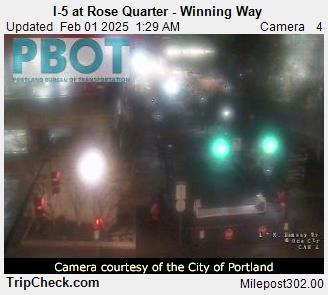 I-5 at Rose Quarter - Winning Way
Updated  Feb 01 2025  1:29 AM  Camera  4
PBOT
PORTLAND BUREAU OF TRANSPORTATION
Camera courtesy of the City of Portland
TripCheck.com  Milepost302.00